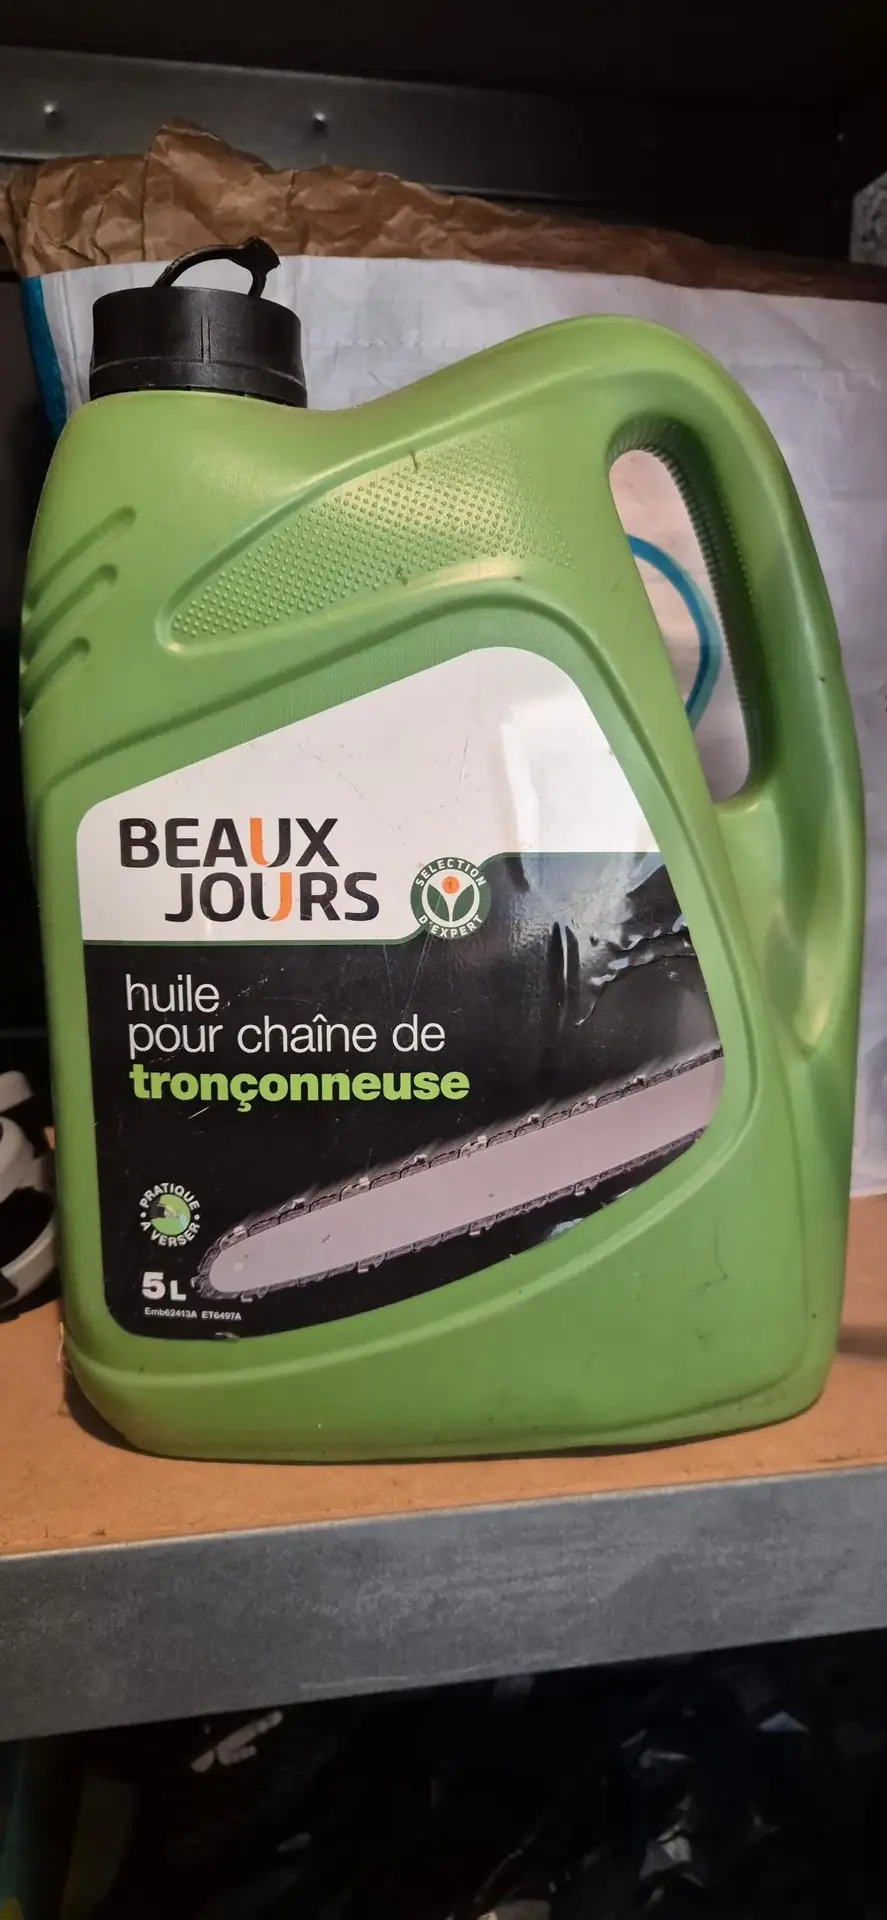 BEAUX
JOURS
SELECTION
D'EXPERT
huile
pour chaîne de
tronçonneuse
PRATIQUE
À VERSER
5L
Emb62413A ET6497A